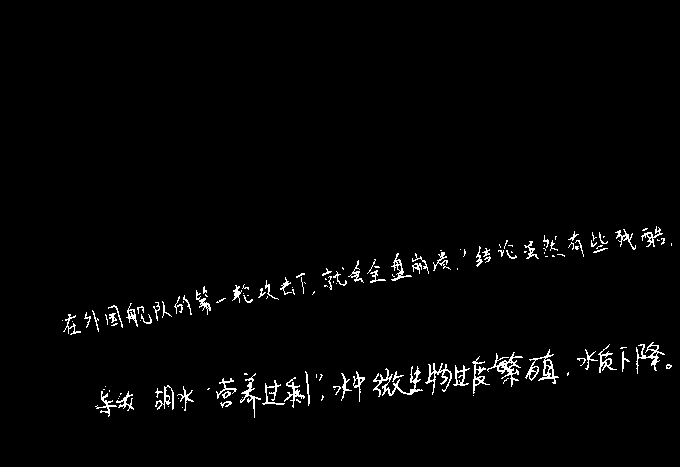 在外国舰队的第一轮攻击下,就会全盘崩溃.”结论虽然有些残酷,
导致 湖水“营养过剩”,水中微生物过度繁殖,水质下降。